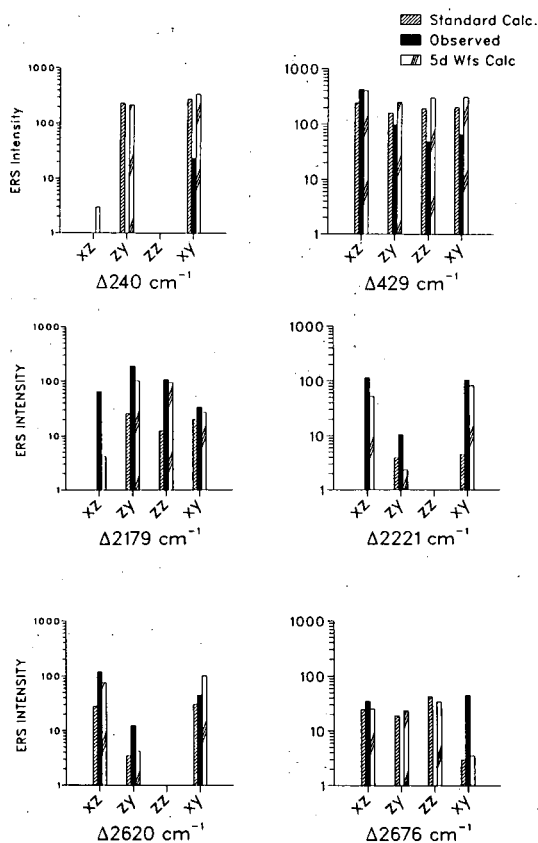 Standard Calc.
Observed
5d Wfs Calc
ERS Intensity
1000
100
10
1
xz
zy
zz
xy
Δ240 cm⁻¹
1000
100
10
1
xz
zy
zz
xy
Δ429 cm⁻¹
ERS INTENSITY
1000
100
10
1
xz
zy
zz
xy
Δ2179 cm⁻¹
1000
100
10
1
xz
zy
zz
xy
Δ2221 cm⁻¹
ERS INTENSITY
1000
100
10
1
xz
zy
zz
xy
Δ2620 cm⁻¹
1000
100
10
1
xz
zy
zz
xy
Δ2676 cm⁻¹